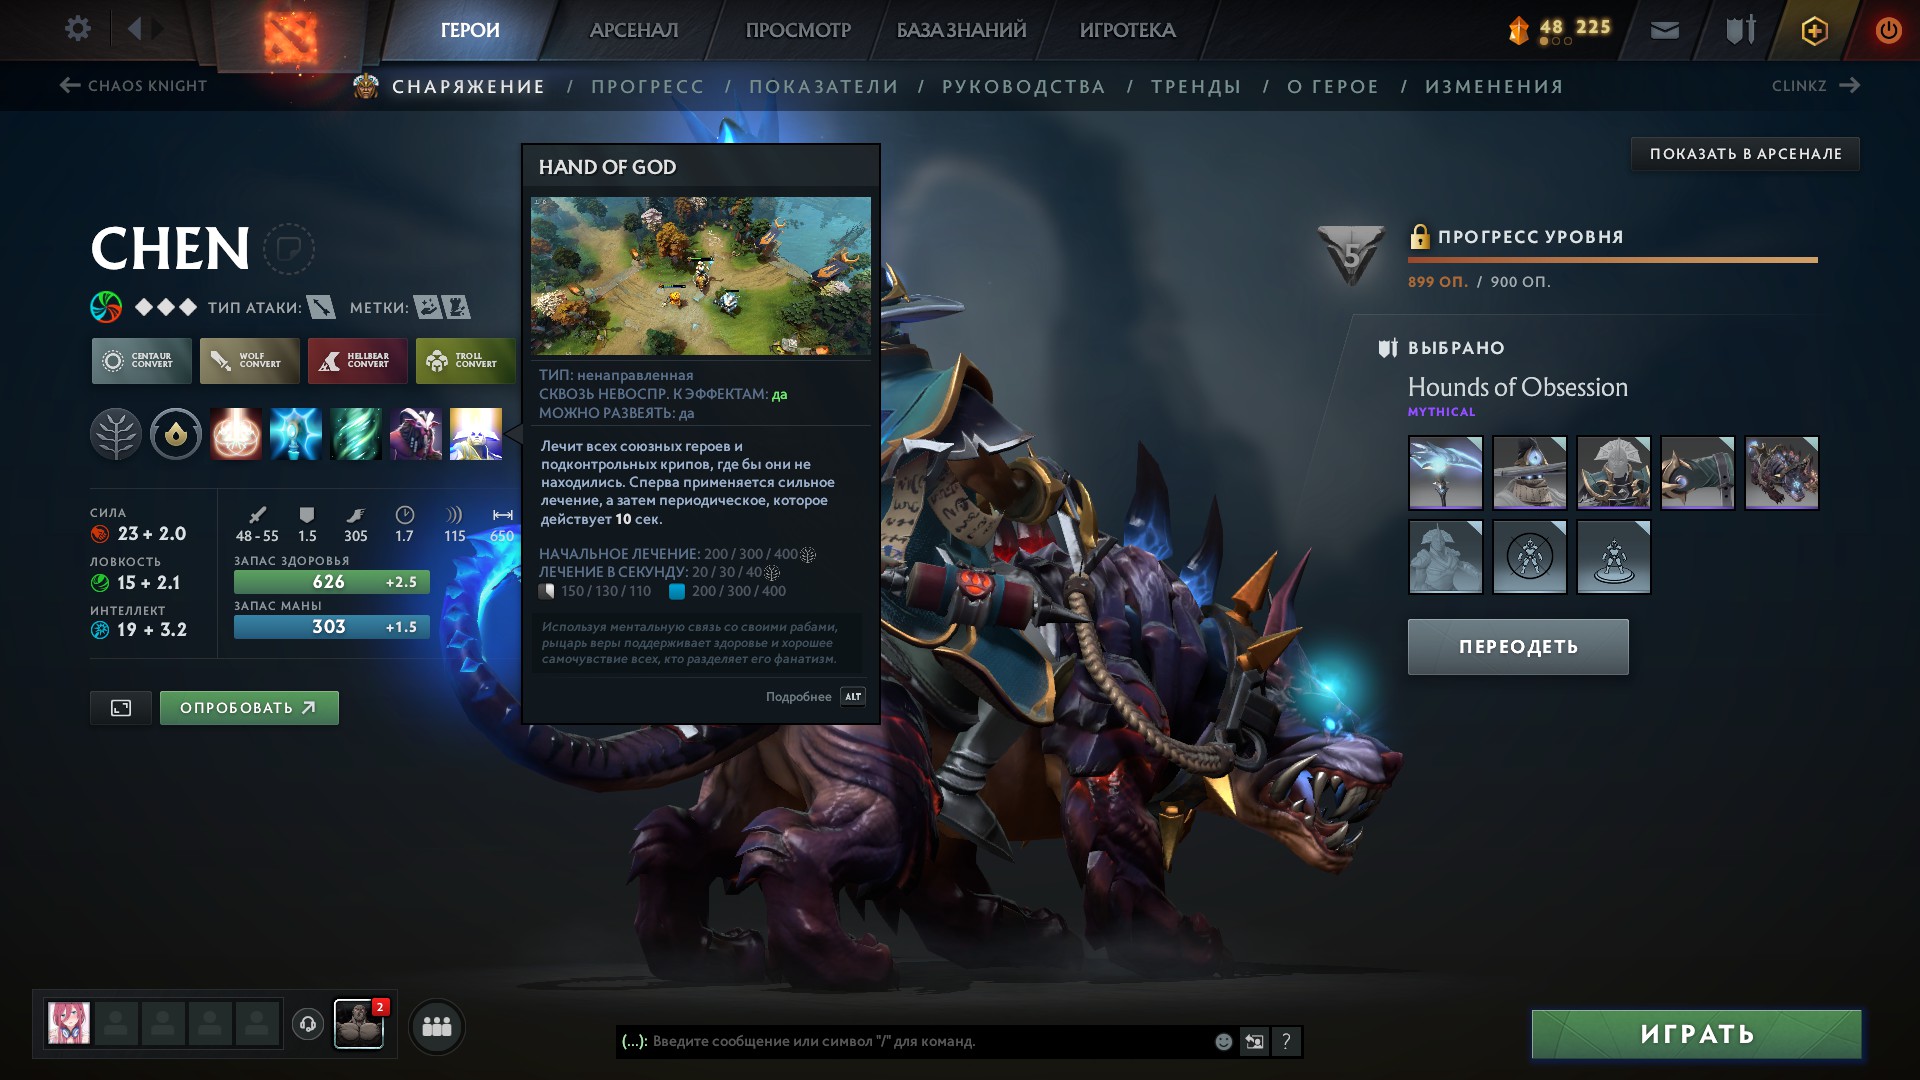 ГЕРОИ
АРСЕНАЛ
ПРОСМОТР
БАЗА ЗНАНИЙ
ИГРОТЕКА
48 225
CHAOS KNIGHT
СНАРЯЖЕНИЕ / ПРОГРЕСС / ПОКАЗАТЕЛИ / РУКОВОДСТВА / ТРЕНДЫ / О ГЕРОЕ / ИЗМЕНЕНИЯ
CLINKZ
ПОКАЗАТЬ В АРСЕНАЛЕ
CHEN
ТИП АТАКИ:
МЕТКИ:
CENTAUR CONVERT
WOLF CONVERT
HELLBEAR CONVERT
TROLL CONVERT
СИЛА
23 + 2.0
ЛОВКОСТЬ
15 + 2.1
ИНТЕЛЛЕКТ
19 + 3.2
48 - 55 1.5 305 1.7 115 650
ЗАПАС ЗДОРОВЬЯ
626 +2.5
ЗАПАС МАНЫ
303 +1.5
ОПРОБОВАТЬ
HAND OF GOD
ТИП: ненаправленная
СКВОЗЬ НЕВОСПР. К ЭФФЕКТАМ: да
МОЖНО РАЗВЕЯТЬ: да
Лечит всех союзных героев и
подконтрольных крипов, где бы они не
находились. Сперва применяется сильное
лечение, а затем периодическое, которое
действует 10 сек.
НАЧАЛЬНОЕ ЛЕЧЕНИЕ: 200 / 300 / 400
ЛЕЧЕНИЕ В СЕКУНДУ: 20 / 30 / 40
150 / 130 / 110 200 / 300 / 400
Используя ментальную связь со своими рабами,
рыцарь веры поддерживает здоровье и хорошее
самочувствие всех, кто разделяет его фанатизм.
Подробнее ALT
5
ПРОГРЕСС УРОВНЯ
899 ОП. / 900 ОП.
ВЫБРАНО
Hounds of Obsession
MYTHICAL
ПЕРЕОДЕТЬ
2
(...): Введите сообщение или символ "/" для команд.
?
ИГРАТЬ